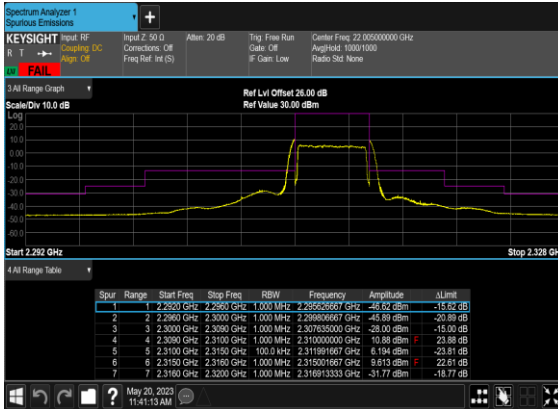 Spectrum Analyzer 1
Spurious Emissions
+
KEYSIGHT Input: RF Input Z: 50 Ω Atten: 20 dB Trig: Free Run Center Freq: 22.005000000 GHz
R T Coupling: DC Corrections: Off Gate: Off Avg|Hold: 1000/1000
Align: Off Freq Ref: Int (S) IF Gain: Low Radio Std: None
FAIL
3 All Range Graph
Ref Lvl Offset 26.00 dB
Scale/Div 10.0 dB Ref Value 30.00 dBm
Log
20.0
10.0
0.00
-10.0
-20.0
-30.0
-40.0
-50.0
-60.0
Start 2.292 GHz Stop 2.328 GHz
4 All Range Table
Spur Range Start Freq Stop Freq RBW Frequency Amplitude ΔLimit
1 1 2.2920 GHz 2.2960 GHz 1.000 MHz 2.295626667 GHz -46.62 dBm -15.62 dB
2 2 2.2960 GHz 2.3000 GHz 1.000 MHz 2.299806667 GHz -45.89 dBm -20.89 dB
3 3 2.3000 GHz 2.3090 GHz 1.000 MHz 2.307635000 GHz -28.00 dBm -15.00 dB
4 4 2.3090 GHz 2.3100 GHz 1.000 MHz 2.310000000 GHz 10.88 dBm F 23.88 dB
5 5 2.3100 GHz 2.3150 GHz 100.0 kHz 2.311991667 GHz 6.194 dBm -23.81 dB
6 6 2.3150 GHz 2.3160 GHz 1.000 MHz 2.315001667 GHz 9.613 dBm F 22.61 dB
7 7 2.3160 GHz 2.3200 GHz 1.000 MHz 2.316913333 GHz -31.77 dBm -18.77 dB
?
May 20, 2023
11:41:13 AM